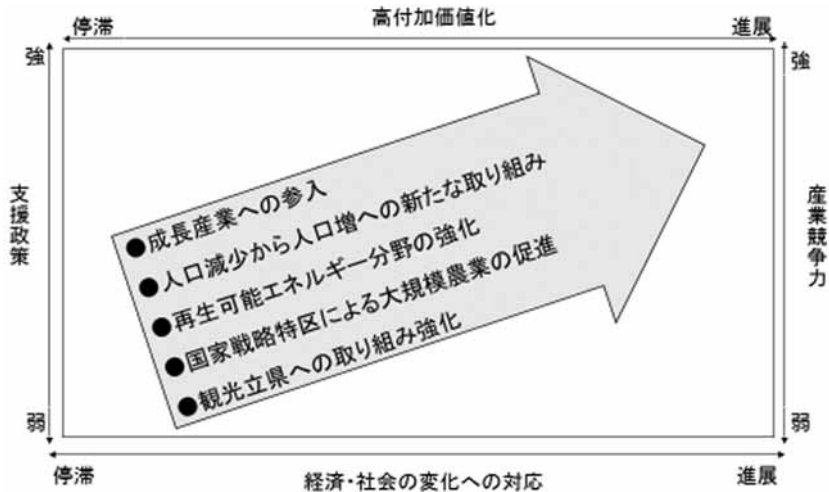 高付加価値化
停滞
進展
強
強
支援政策
産業競争力
●成長産業への参入
●人口減少から人口増への新たな取り組み
●再生可能エネルギー分野の強化
●国家戦略特区による大規模農業の促進
●観光立県への取り組み強化
弱
弱
停滞
経済・社会の変化への対応
進展